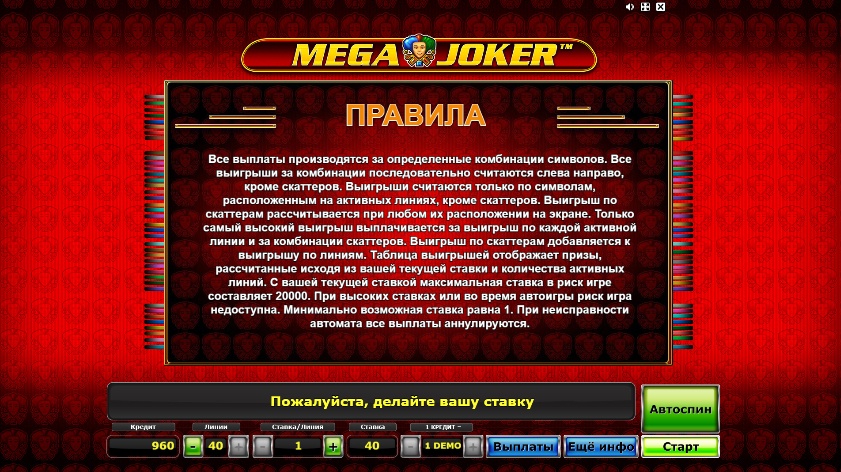 MEGA JOKER™
ПРАВИЛА
Все выплаты производятся за определенные комбинации символов. Все
выигрыши за комбинации последовательно считаются слева направо,
кроме скаттеров. Выигрыши считаются только по символам,
расположенным на активных линиях, кроме скаттеров. Выигрыш по
скаттерам рассчитывается при любом их расположении на экране. Только
самый высокий выигрыш выплачивается за выигрыш по каждой активной
линии и за комбинации скаттеров. Выигрыш по скаттерам добавляется к
выигрышу по линиям. Таблица выигрышей отображает призы,
рассчитанные исходя из вашей текущей ставки и количества активных
линий. С вашей текущей ставкой максимальная ставка в риск игре
составляет 20000. При высоких ставках или во время автоигры риск игра
недоступна. Минимально возможная ставка равна 1. При неисправности
автомата все выплаты аннулируются.
Пожалуйста, делайте вашу ставку
Автоспин
Кредит Линии Ставка/Линия Ставка 1 КРЕДИТ =
960 - 40 + - 1 + 40 - 1 DEMO + Выплаты Ещё инфо Старт